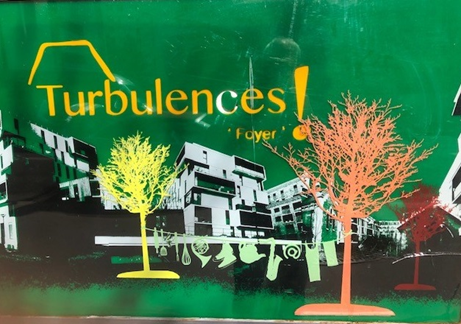 Turbulences !
' Foyer '